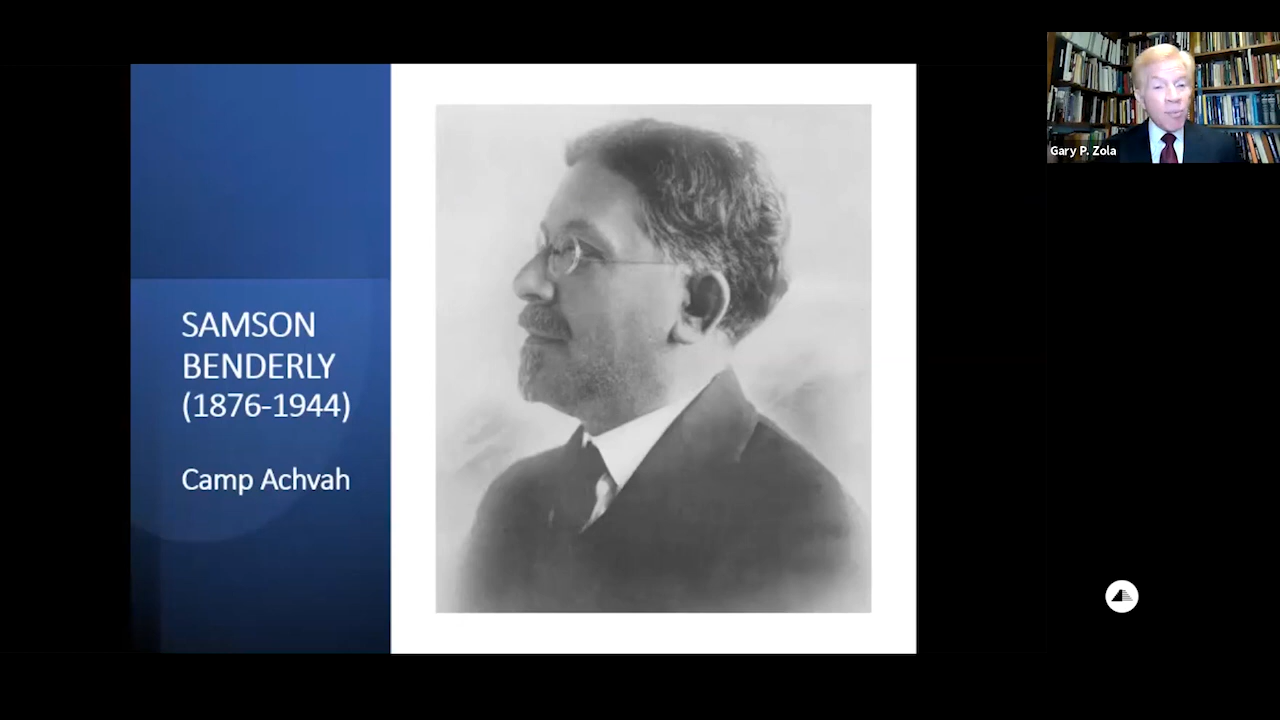 SAMSON
BENDERLY
(1876-1944)
Camp Achvah
Gary P. Zola